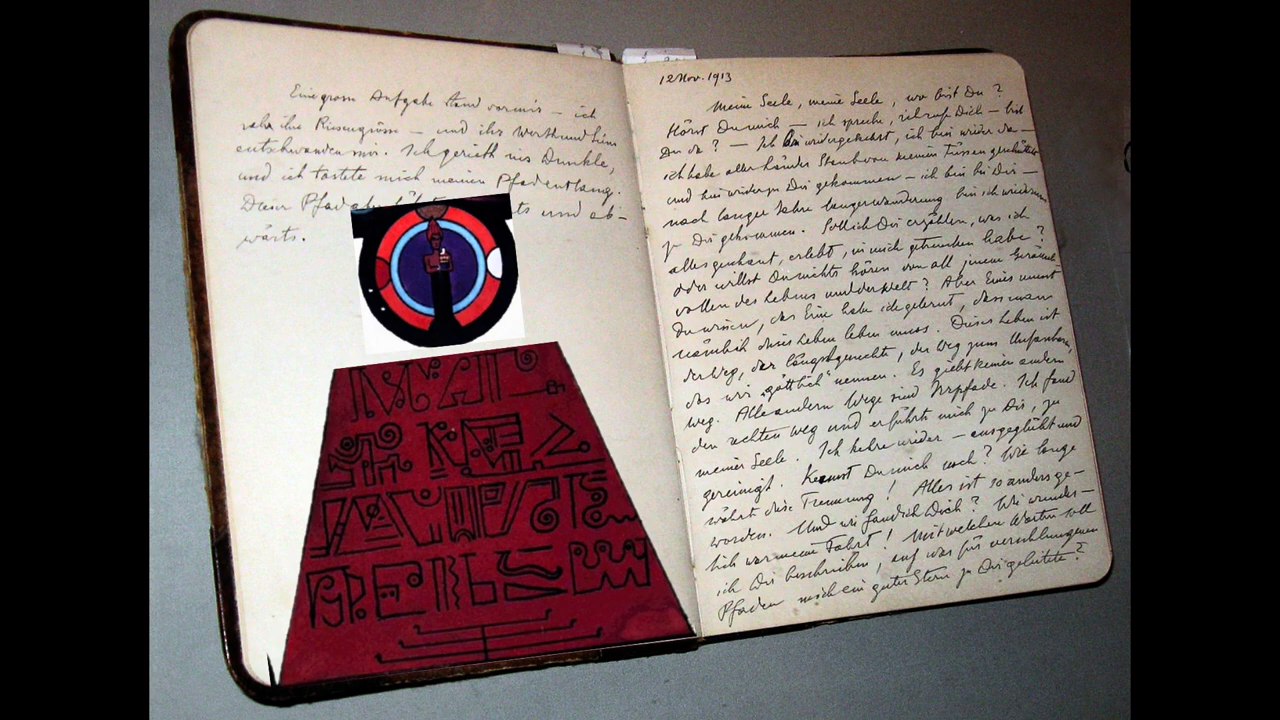 Eine grosse Aufgabe stand vor mir — ich
sah ihre Riesengrösse — und ihr Werth und Sinn
entschwanden mir. Ich gerieth ins Dunkle,
und ich tastete mich meinen Pfad entlang.
Dieser Pfad und ab-
wärts.
12 Nov. 1913
Meine Seele, meine Seele, wo bist Du?
Hörst Du mich — ich spreche, ich rufe Dich — bist
Du da? — Ich bin wiedergekehrt, ich bin wieder da —
ich habe aller Länder Staub von meinen Füssen geschüttelt
und bin wieder zu Dir gekommen — ich bin bei Dir —
nach langer Jahre langer Wanderung bin ich wieder
zu Dir gekommen. Soll ich Dir erzählen, was ich
alles geschaut, erlebt, in mich getrunken habe?
oder willst Du nichts hören von all jenem Geräusch-
vollen des Lebens und der Welt? Aber Eines musst
Du wissen, das Eine habe ich gelernt, dass man
nämlich dieses Leben leben muss. Dieses Leben ist
der Weg, der längst gesuchte, der Weg zum Unfassbaren,
das wir „göttlich" nennen. Es giebt keinen andern
Weg. Alle andern Wege sind Irrpfade. Ich fand
den rechten Weg und er führte mich zu Dir, zu
meiner Seele. Ich kehre wieder — ausgeglüht und
gereinigt. Kennst Du mich noch? Wie lange
währte diese Trennung! Alles ist so anders ge-
worden. Und wie fand ich Dich? Wie wunder-
lich war meine Fahrt! Mit welchen Worten soll
ich Dir beschreiben, auf was für verschlungenen
Pfaden mich ein guter Stern zu Dir geleitete?